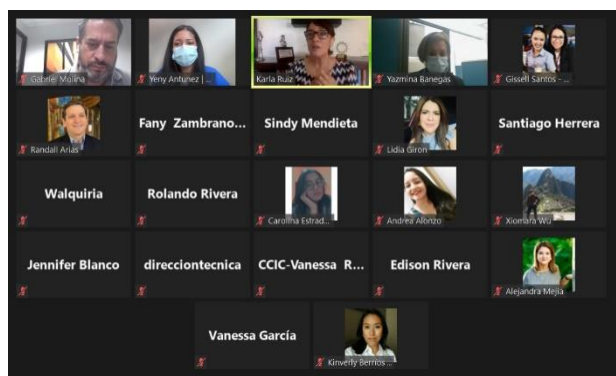 Gabriel Molina
Yeny Antunez | ...
Karla Ruiz
Yazmina Banegas
Gissell Santos - ...
Randall Arias
Fany Zambrano...
Sindy Mendieta
Lidia Giron
Santiago Herrera
Walquiria
Rolando Rivera
Carolina Estrad...
Andrea Alonzo
Xiomara Wu
Jennifer Blanco
direcciontecnica
CCIC-Vanessa R...
Edison Rivera
Alejandra Mejía
Vanessa García
Kinverly Berrios ...